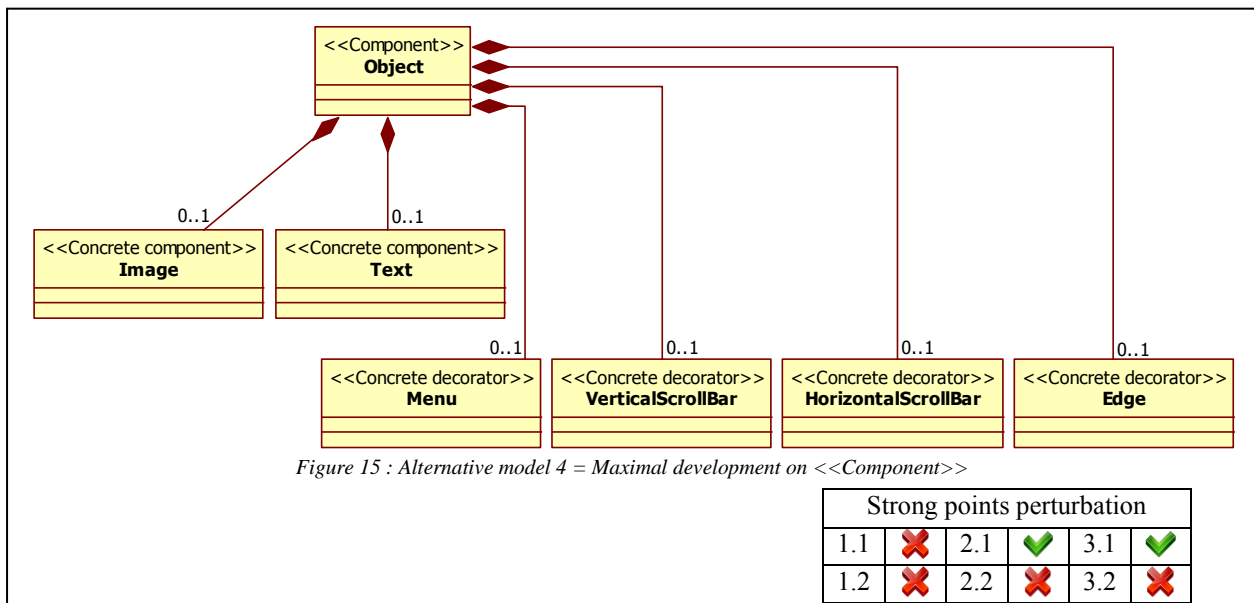 <<Component>>
Object
0..1
0..1
<<Concrete component>>
Image
<<Concrete component>>
Text
0..1
0..1
0..1
0..1
<<Concrete decorator>>
Menu
<<Concrete decorator>>
VerticalScrollBar
<<Concrete decorator>>
HorizontalScrollBar
<<Concrete decorator>>
Edge
Figure 15 : Alternative model 4 = Maximal development on <<Component>>
Strong points perturbation
1.1 2.1 3.1
1.2 2.2 3.2